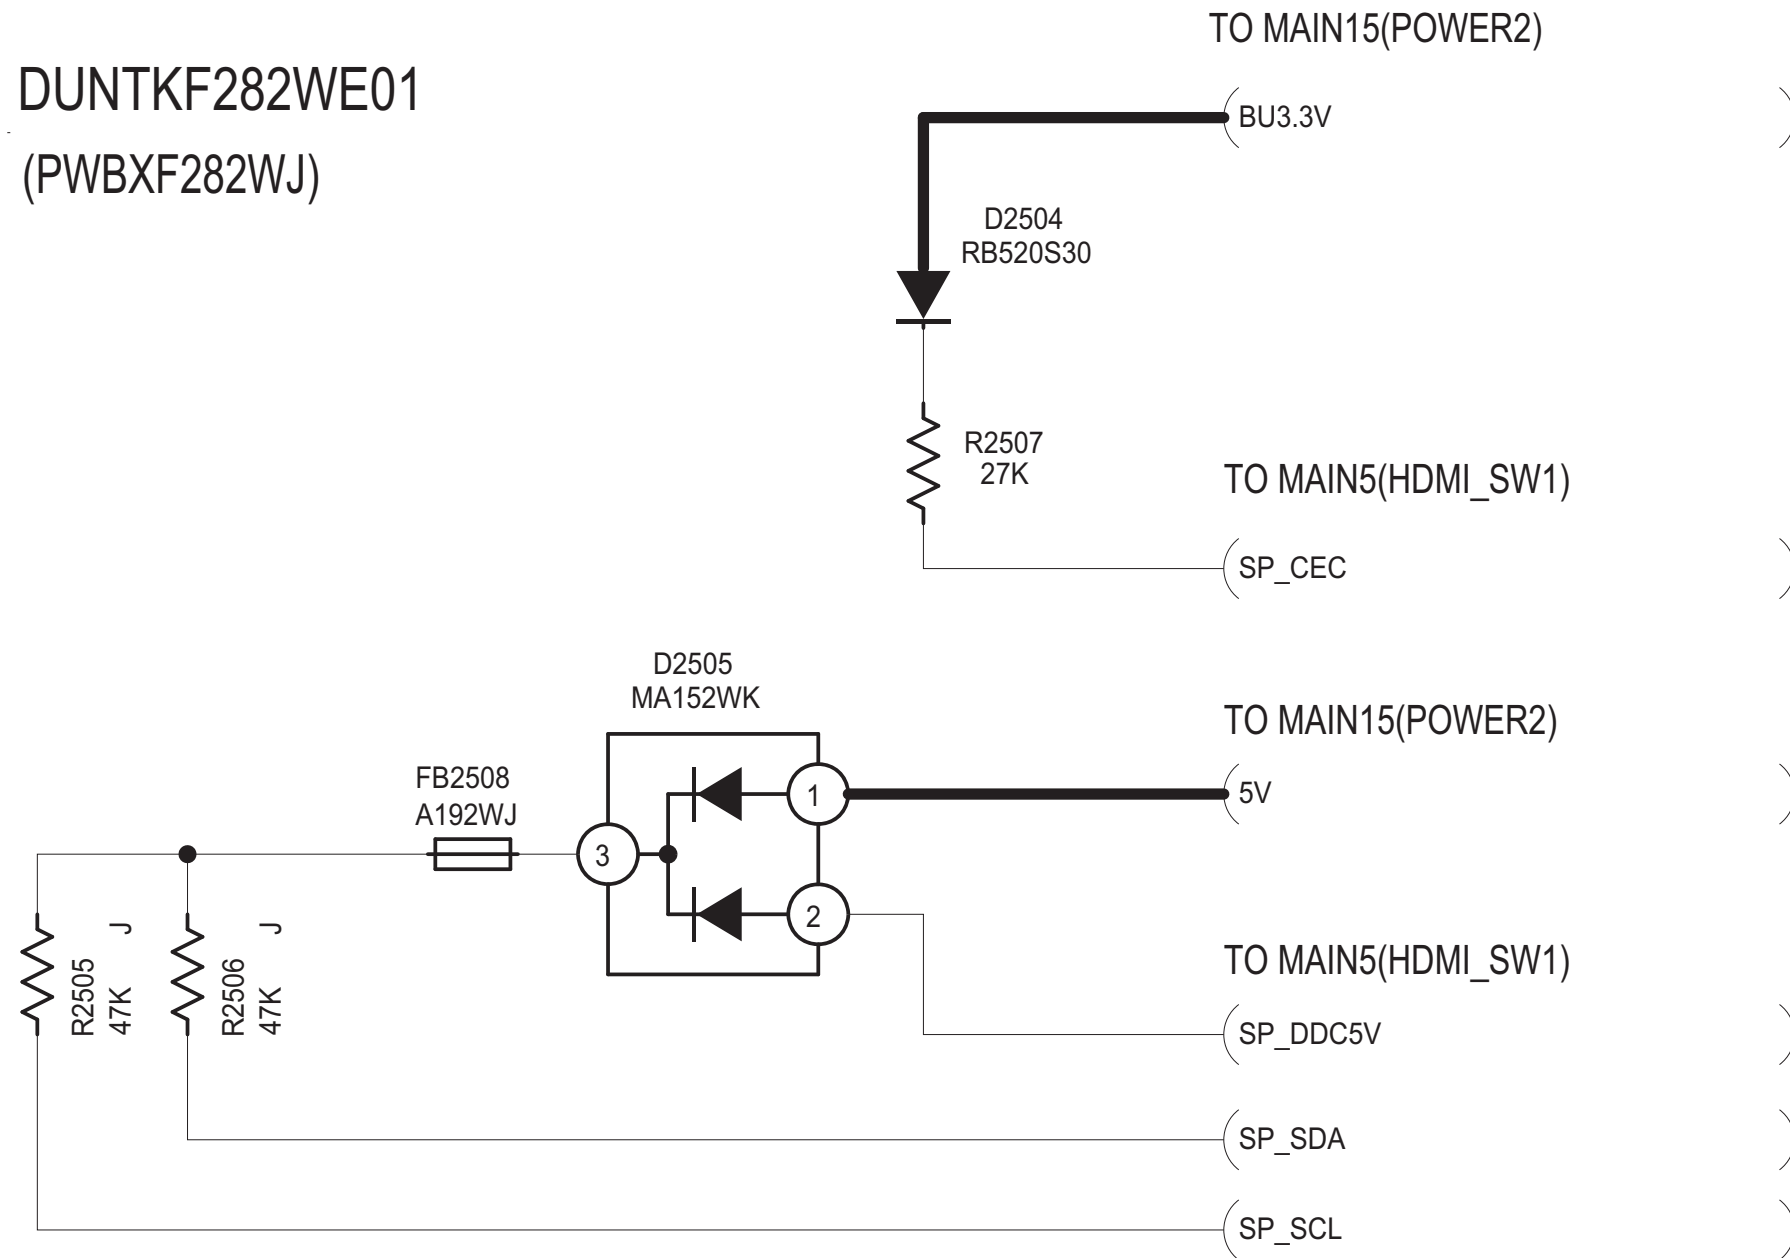 TO MAIN15(POWER2)
DUNTKF282WE01
(PWBXF282WJ)
BU3.3V
D2504
RB520S30
R2507
27K
TO MAIN5(HDMI_SW1)
SP_CEC
D2505
MA152WK
TO MAIN15(POWER2)
FB2508
A192WJ
1
5V
3
2
R2505
47K J
R2506
47K J
TO MAIN5(HDMI_SW1)
SP_DDC5V
SP_SDA
SP_SCL